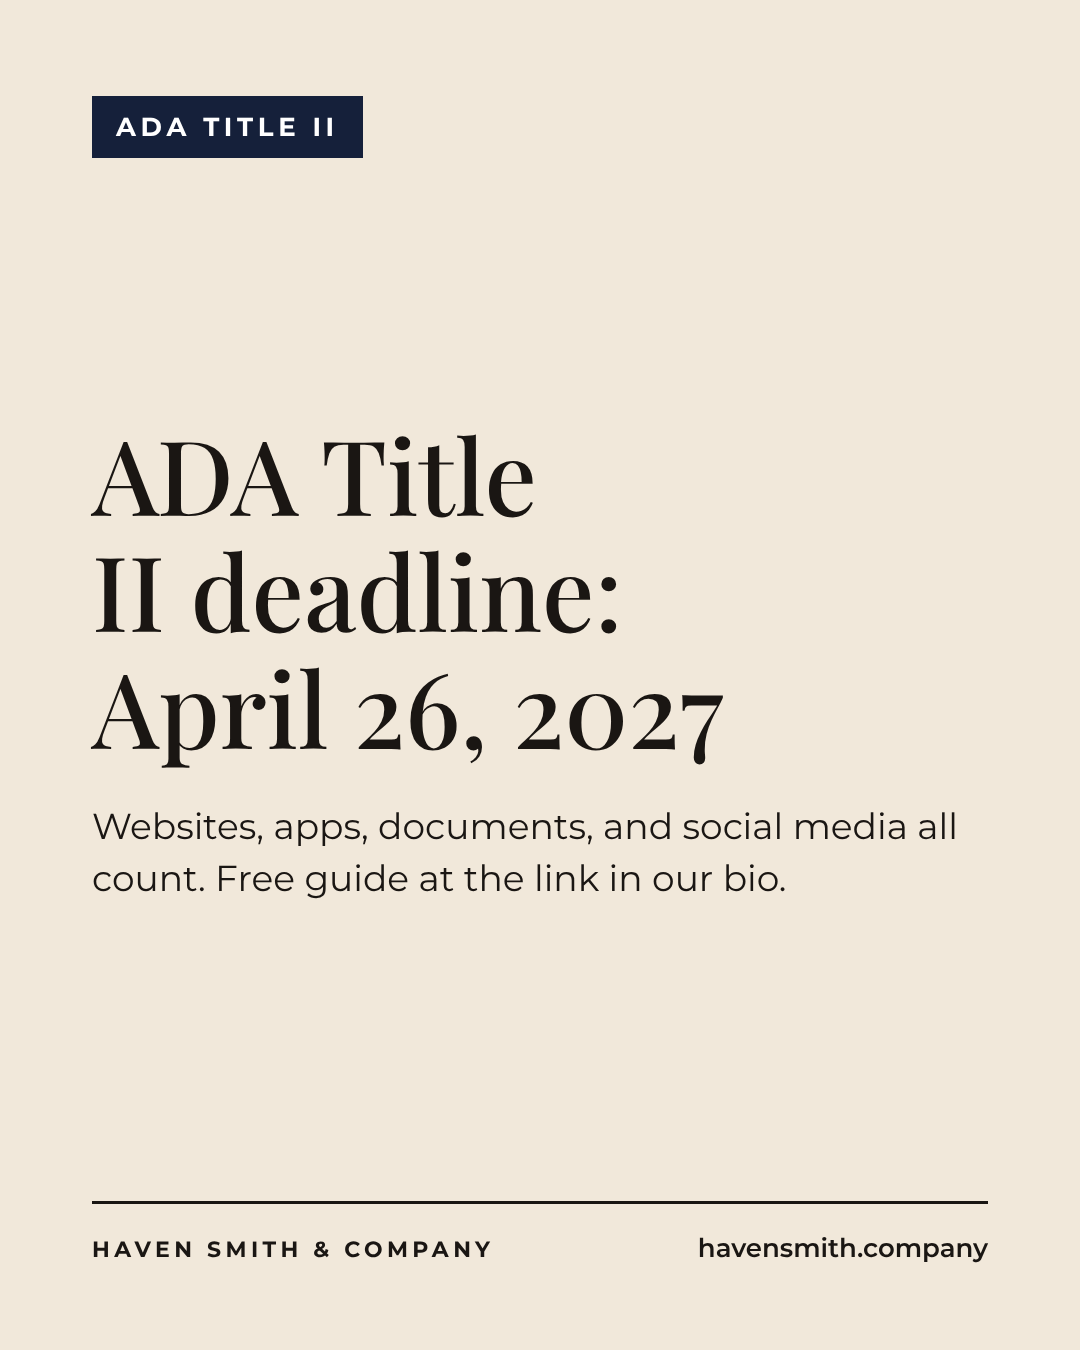 ADA TITLE II
ADA Title
II deadline:
April 26, 2027
Websites, apps, documents, and social media all
count. Free guide at the link in our bio.
HAVEN SMITH & COMPANY
havensmith.company